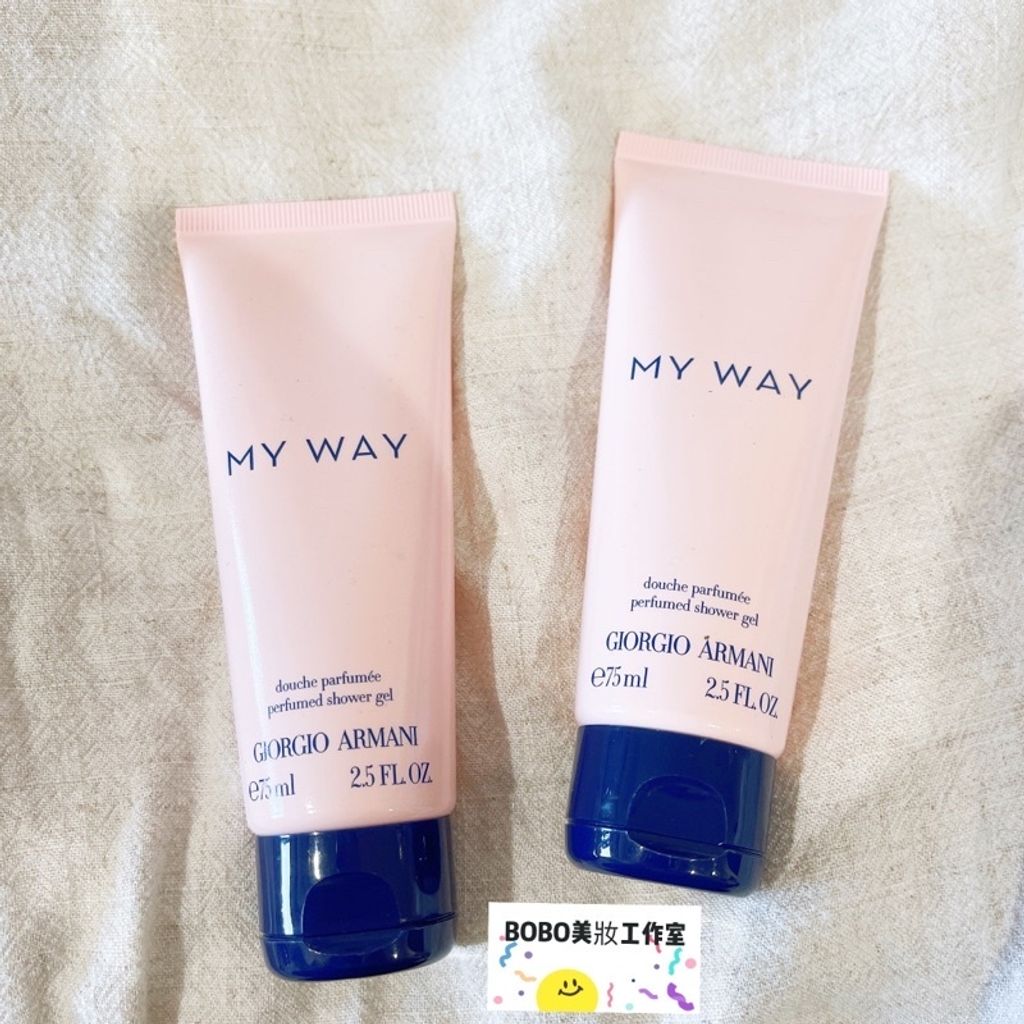 MY WAY
douche parfumée
perfumed shower gel
GIORGIO ARMANI
e75ml 2.5 FL.OZ.
MY WAY
douche parfumée
perfumed shower gel
GIORGIO ARMANI
e75ml 2.5 FL.OZ.
BOBO美妝工作室